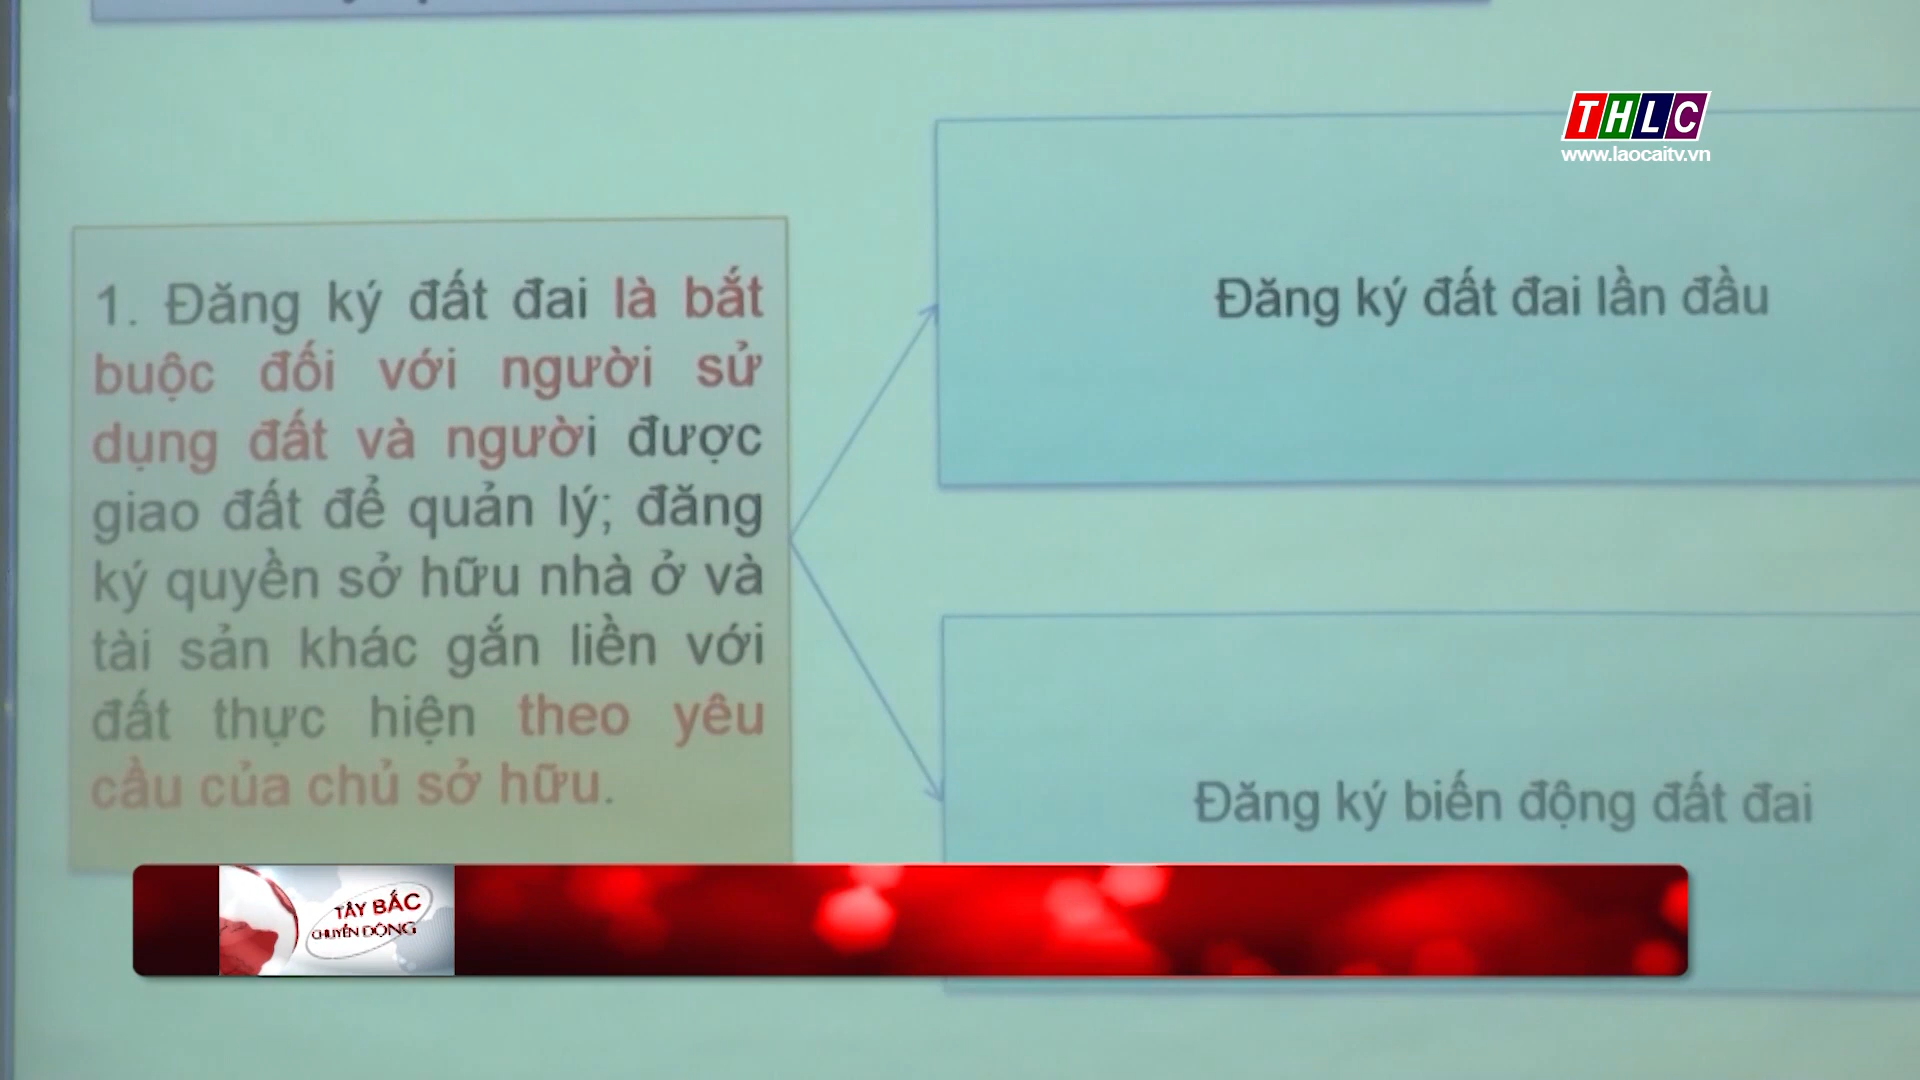 THLC
www.laocaitv.vn
1. Đăng ký đất đai là bắt
buộc đối với người sử
dụng đất và người được
giao đất để quản lý; đăng
ký quyền sở hữu nhà ở và
tài sản khác gắn liền với
đất thực hiện theo yêu
cầu của chủ sở hữu.
Đăng ký đất đai lần đầu
Đăng ký biến động đất đai
TÂY BẮC
CHUYỂN ĐỘNG